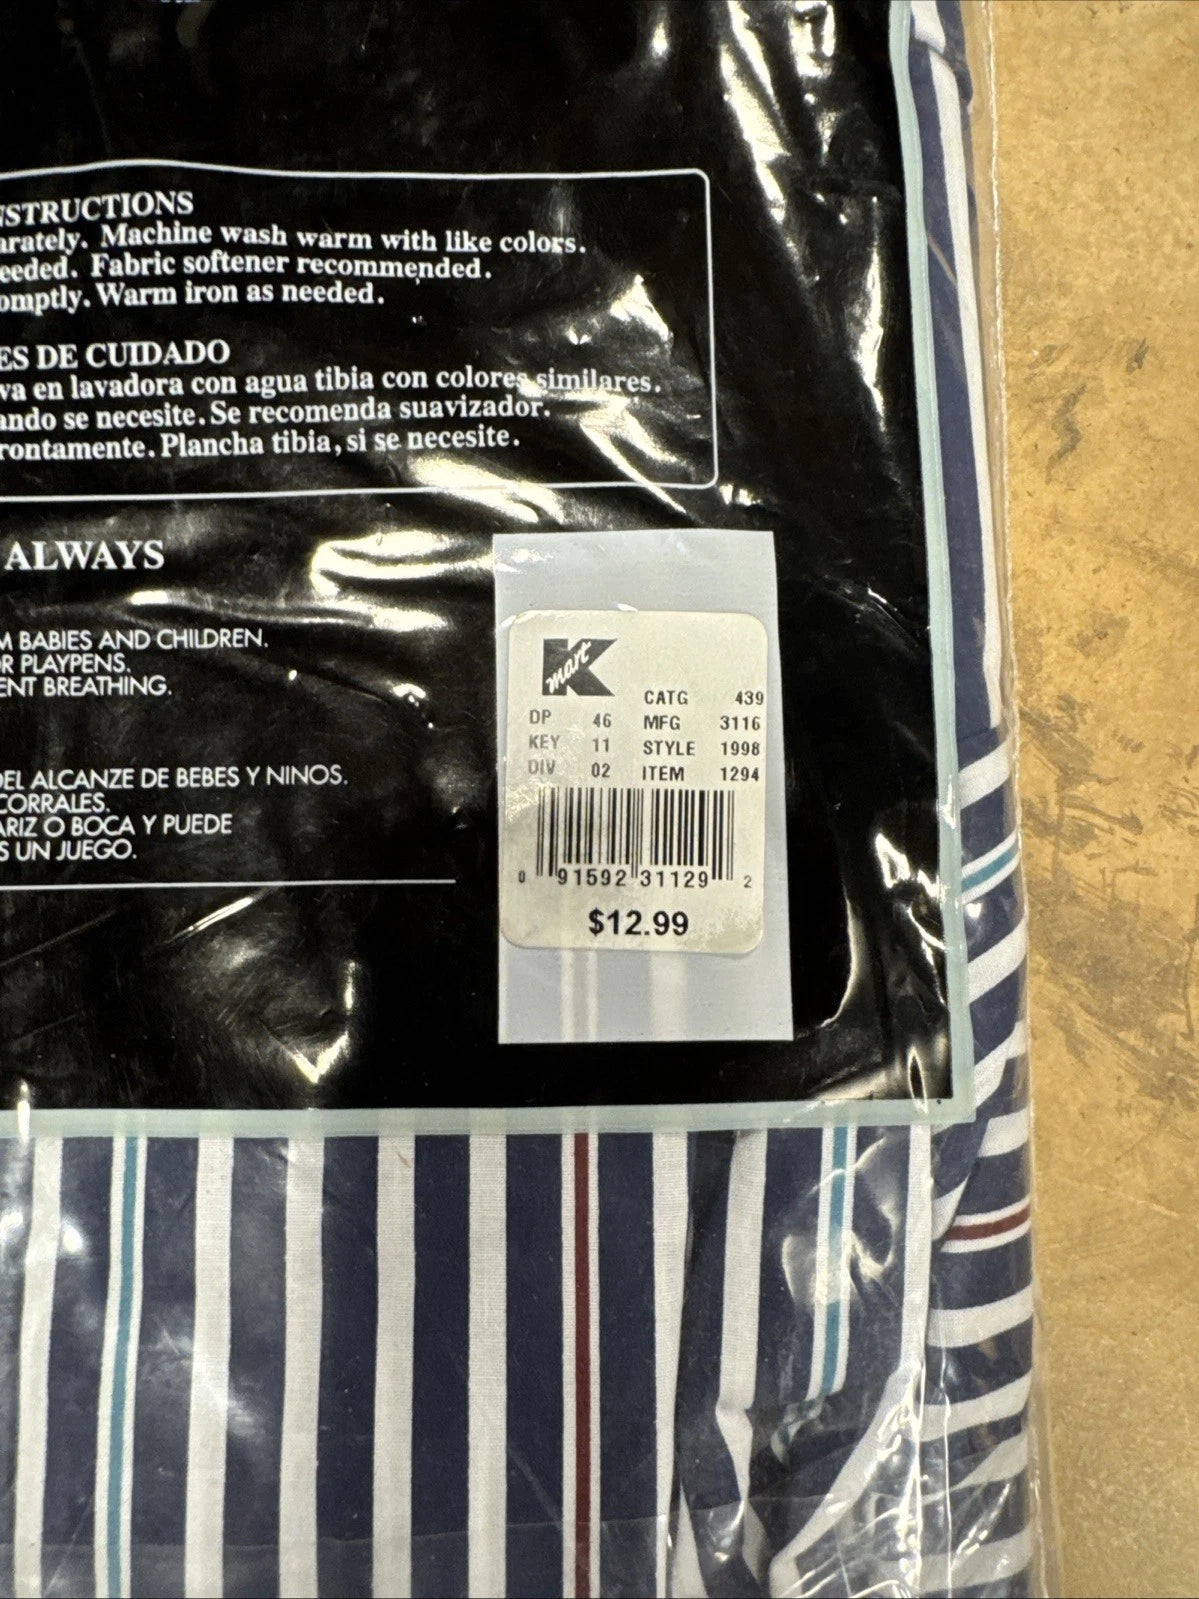 NSTRUCTIONS
arately. Machine wash warm with like colors.
eeded. Fabric softener recommended.
omptly. Warm iron as needed.
ES DE CUIDADO
va en lavadora con agua tibia con colores similares.
ando se necesite. Se recomenda suavizador.
rontamente. Plancha tibia, si se necesite.
ALWAYS
M BABIES AND CHILDREN.
R PLAYPENS.
ENT BREATHING.
DEL ALCANZE DE BEBES Y NINOS.
CORRALES.
ARIZ O BOCA Y PUEDE
S UN JUEGO.
Kmart
CATG 439
DP 46 MFG 3116
KEY 11 STYLE 1998
DIV 02 ITEM 1294
0 91592 31129 2
$12.99